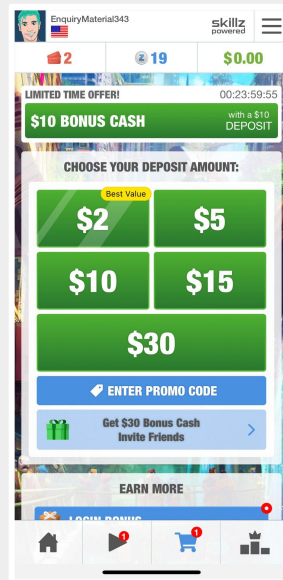 EnquiryMaterial343
skillz
powered
2
Z 19
$0.00
LIMITED TIME OFFER!
00:23:59:55
$10 BONUS CASH
with a $10
DEPOSIT
CHOOSE YOUR DEPOSIT AMOUNT:
Best Value
$2
$5
$10
$15
$30
ENTER PROMO CODE
Get $30 Bonus Cash
Invite Friends
EARN MORE
LOGIN BONUS
1
1